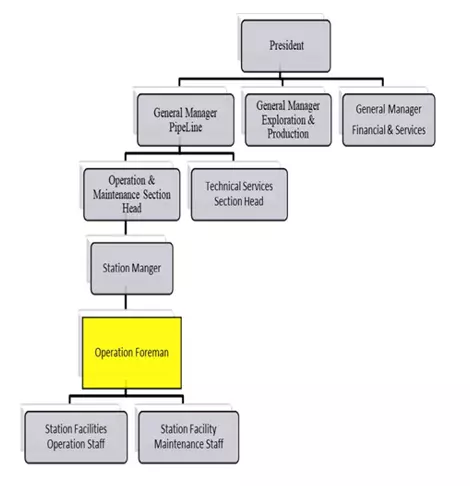 President
General Manager
PipeLine
General Manager
Exploration &
Production
General Manager
Financial & Services
Operation &
Maintenance Section
Head
Technical Services
Section Head
Station Manger
Operation Foreman
Station Facilities
Operation Staff
Station Facility
Maintenance Staff